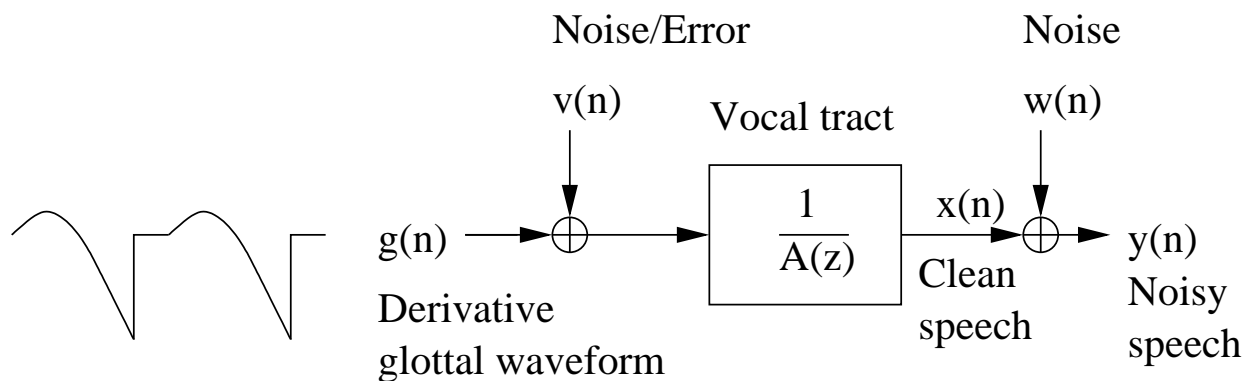 Noise/Error
Noise
v(n)
w(n)
Vocal tract
g(n)
1
A(z)
x(n)
y(n)
Derivative
glottal waveform
Clean
speech
Noisy
speech